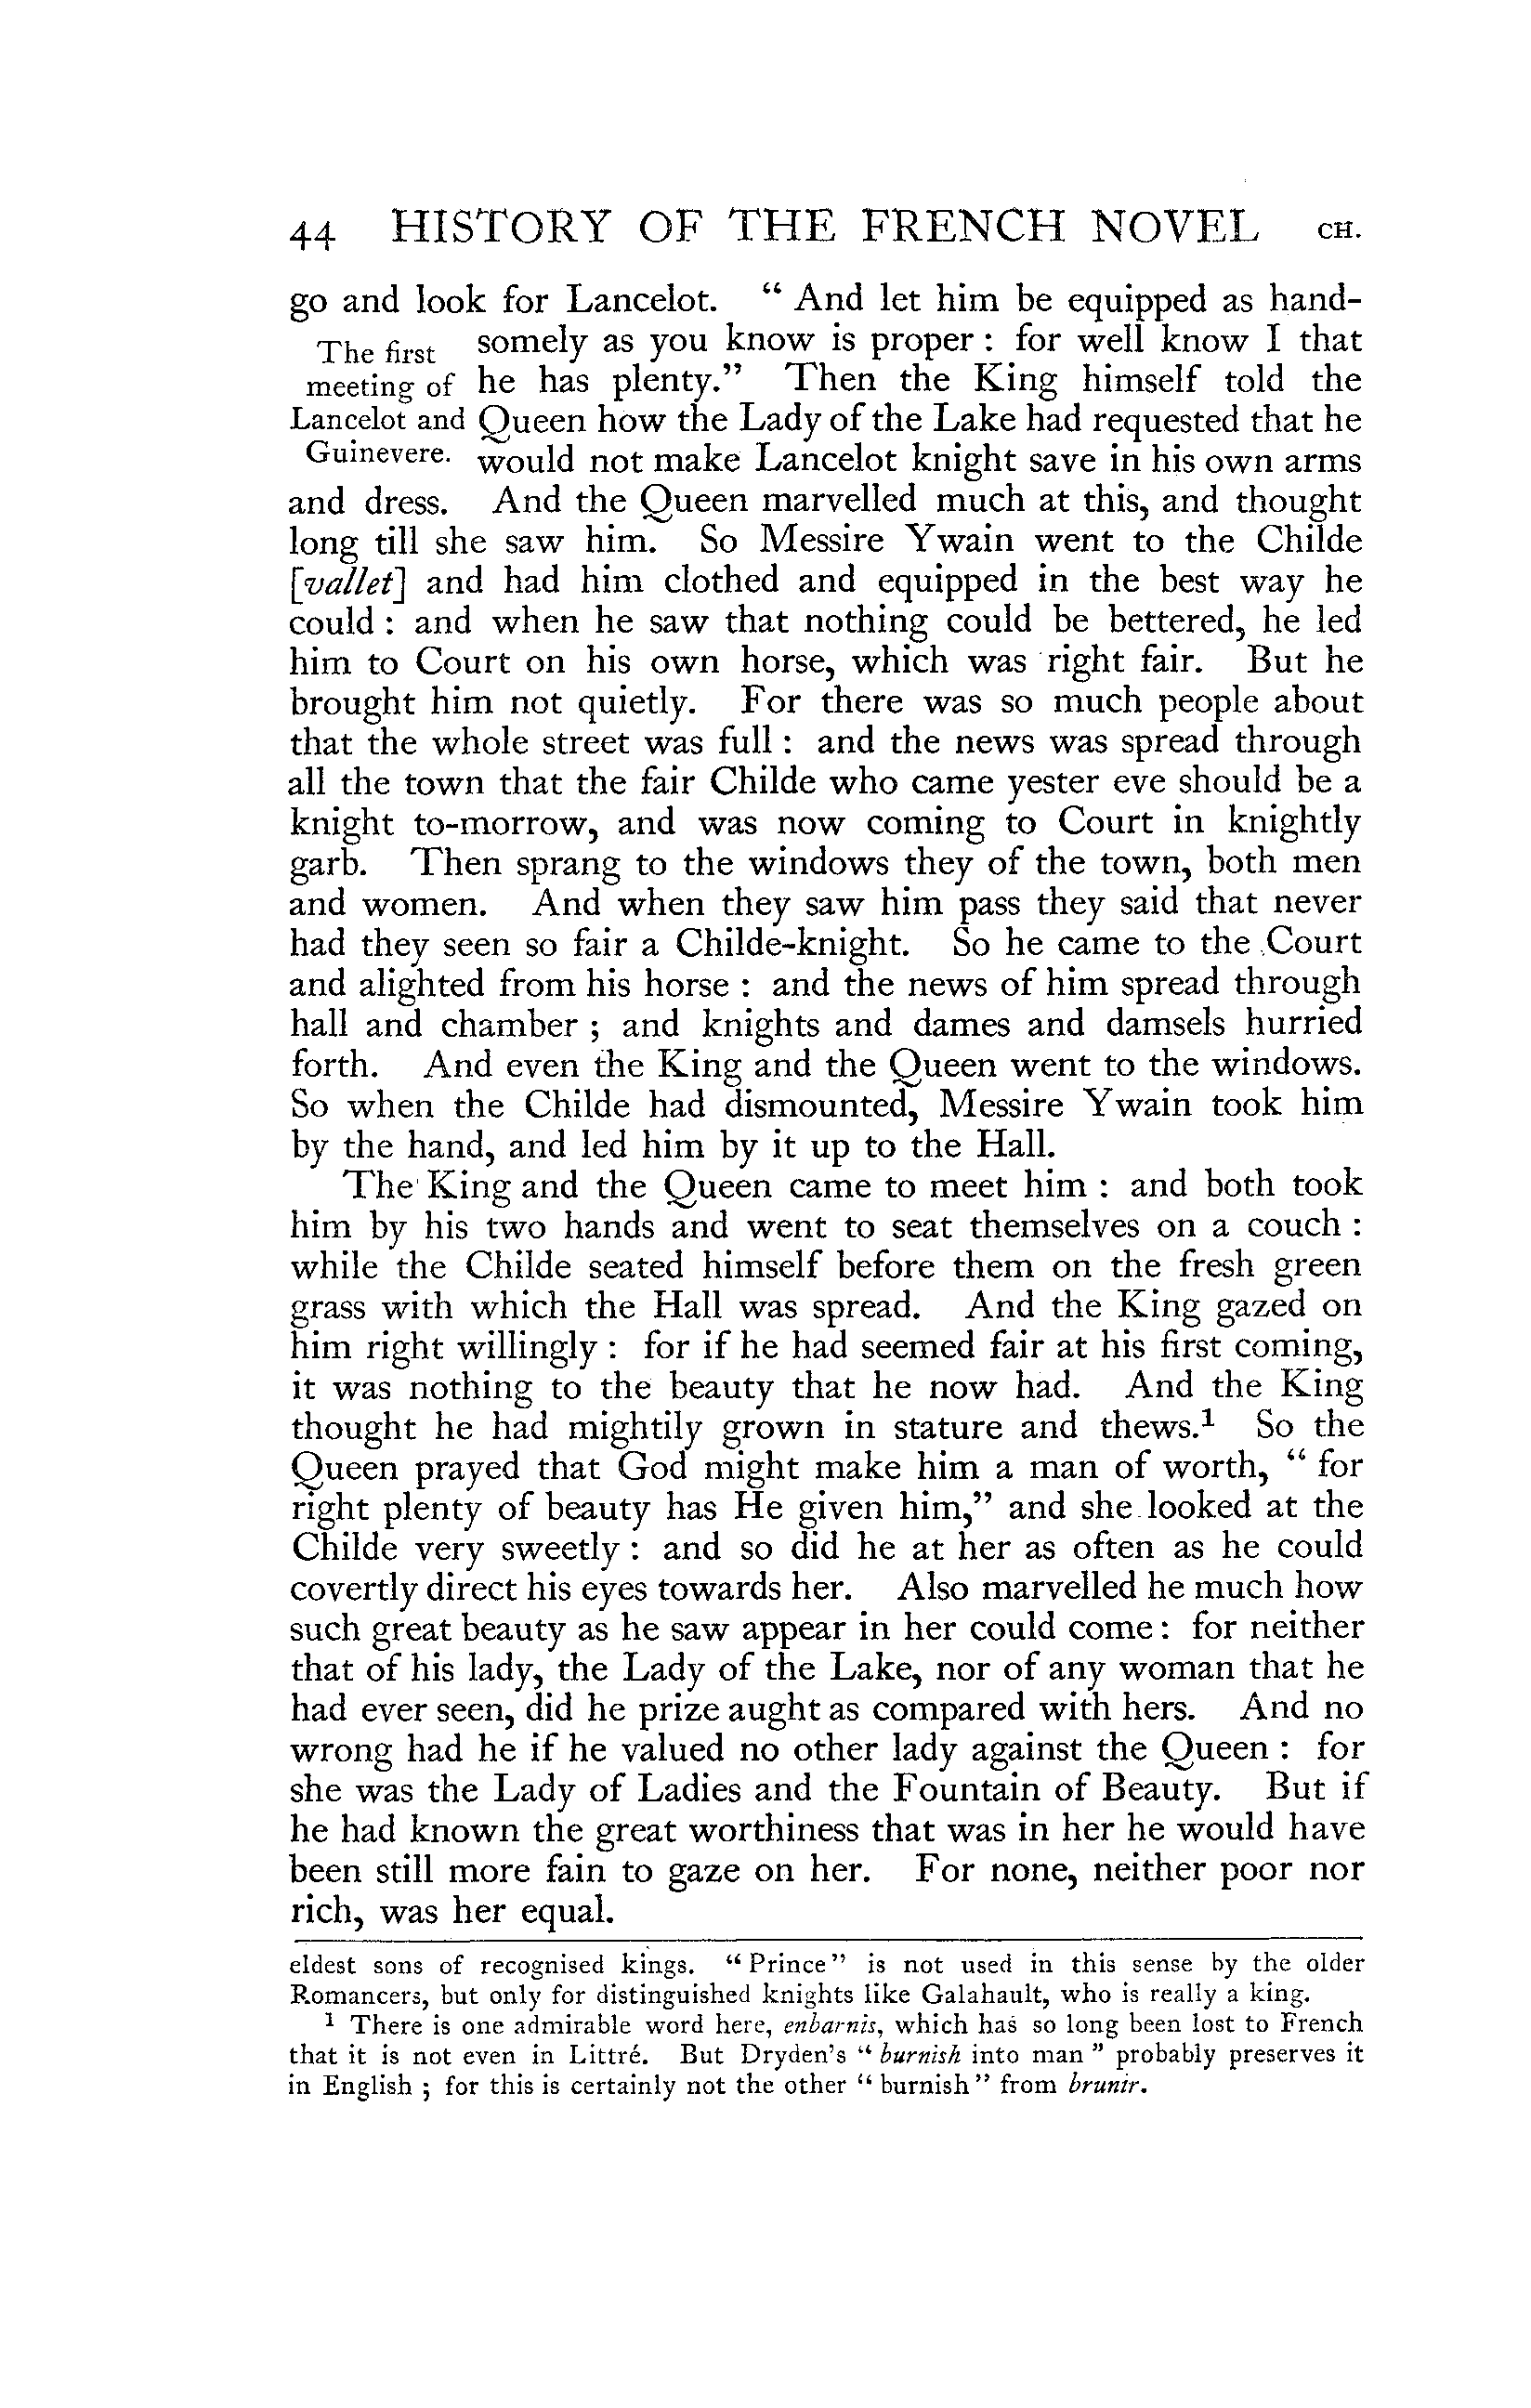 44 HISTORY OF THE FRENCH NOVEL CH.
go and look for Lancelot. “ And let him be equipped as hand-
The first
meeting of
Lancelot and
Guinevere.
somely as you know is proper : for well know I that
he has plenty.” Then the King himself told the
Queen how the Lady of the Lake had requested that he
would not make Lancelot knight save in his own arms
and dress. And the Queen marvelled much at this, and thought
long till she saw him. So Messire Ywain went to the Childe
[vallet] and had him clothed and equipped in the best way he
could : and when he saw that nothing could be bettered, he led
him to Court on his own horse, which was right fair. But he
brought him not quietly. For there was so much people about
that the whole street was full : and the news was spread through
all the town that the fair Childe who came yester eve should be a
knight to-morrow, and was now coming to Court in knightly
garb. Then sprang to the windows they of the town, both men
and women. And when they saw him pass they said that never
had they seen so fair a Childe-knight. So he came to the Court
and alighted from his horse : and the news of him spread through
hall and chamber ; and knights and dames and damsels hurried
forth. And even the King and the Queen went to the windows.
So when the Childe had dismounted, Messire Ywain took him
by the hand, and led him by it up to the Hall.
The King and the Queen came to meet him : and both took
him by his two hands and went to seat themselves on a couch :
while the Childe seated himself before them on the fresh green
grass with which the Hall was spread. And the King gazed on
him right willingly : for if he had seemed fair at his first coming,
it was nothing to the beauty that he now had. And the King
thought he had mightily grown in stature and thews.¹ So the
Queen prayed that God might make him a man of worth, “ for
right plenty of beauty has He given him,” and she looked at the
Childe very sweetly : and so did he at her as often as he could
covertly direct his eyes towards her. Also marvelled he much how
such great beauty as he saw appear in her could come : for neither
that of his lady, the Lady of the Lake, nor of any woman that he
had ever seen, did he prize aught as compared with hers. And no
wrong had he if he valued no other lady against the Queen : for
she was the Lady of Ladies and the Fountain of Beauty. But if
he had known the great worthiness that was in her he would have
been still more fain to gaze on her. For none, neither poor nor
rich, was her equal.
eldest sons of recognised kings. “ Prince ” is not used in this sense by the older
Romancers, but only for distinguished knights like Galahault, who is really a king.
¹ There is one admirable word here, enbarnis, which has so long been lost to French
that it is not even in Littré. But Dryden’s “ burnish into man ” probably preserves it
in English ; for this is certainly not the other “ burnish ” from brunir.